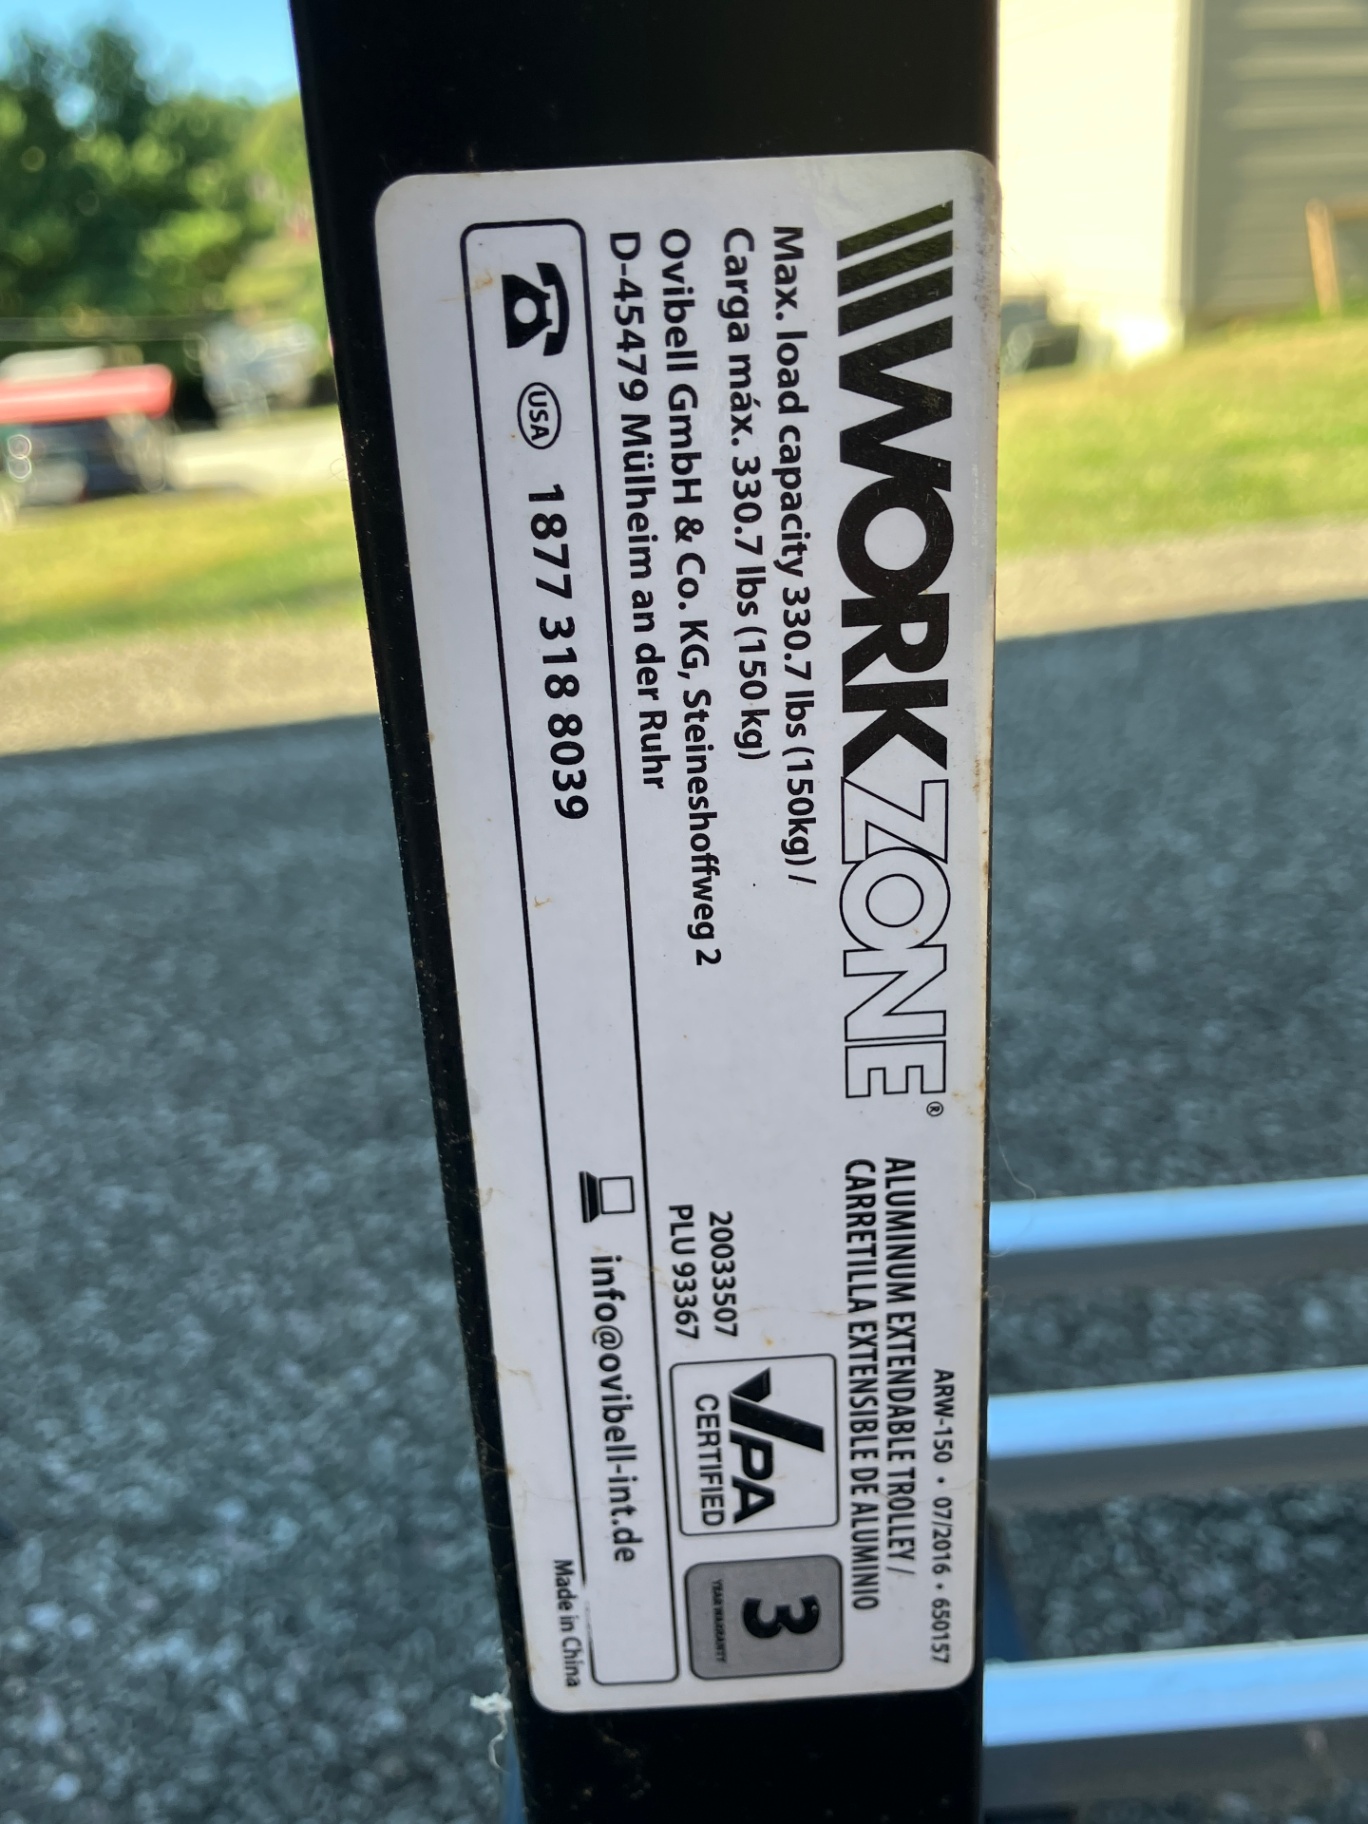 WORKZONE®
ARW-150 • 07/2016 • 650157
ALUMINUM EXTENDABLE TROLLEY /
CARRETILLA EXTENSIBLE DE ALUMINIO
Max. load capacity 330.7 lbs (150kg) /
Carga máx. 330.7 lbs (150 kg)
Ovibell GmbH & Co. KG, Steineshoffweg 2
D-45479 Mülheim an der Ruhr
20033507
PLU 93367
PA
CERTIFIED
3
YEAR WARRANTY
USA 1877 318 8039
info@ovibell-int.de
Made in China